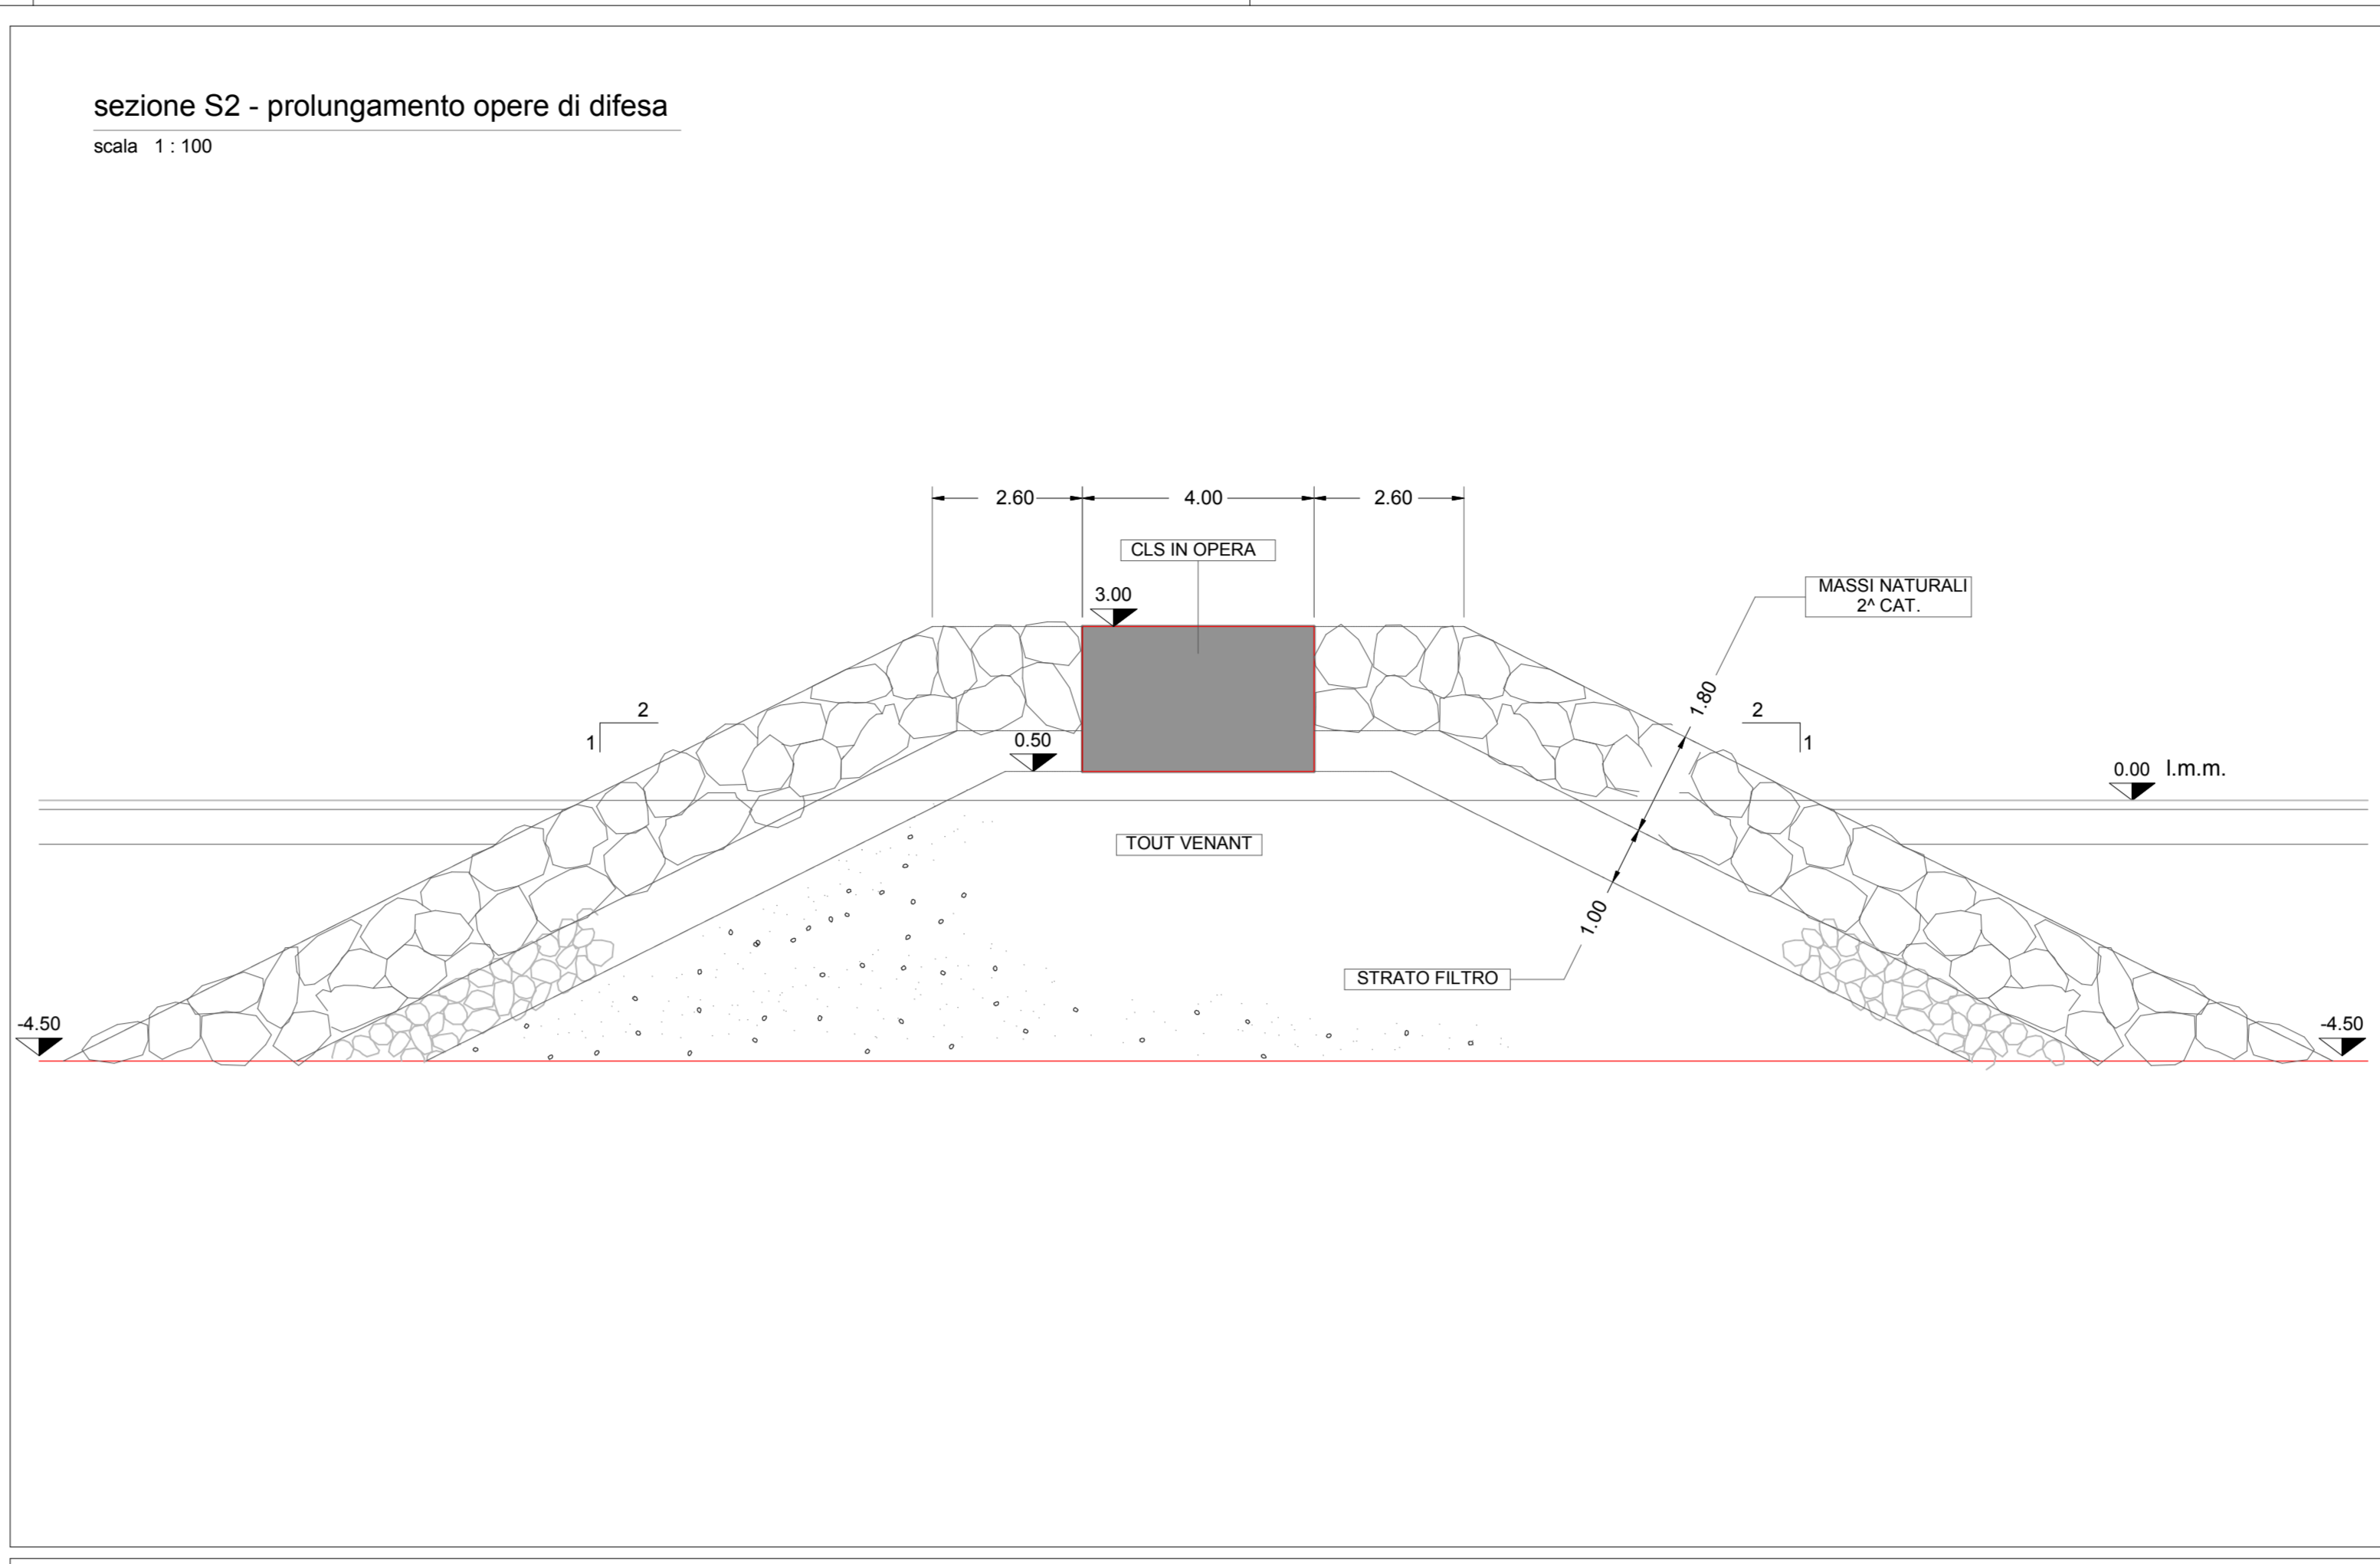 sezione S2 - prolungamento opere di difesa
scala 1 : 100
2.60
4.00
2.60
CLS IN OPERA
3.00
MASSI NATURALI
2^ CAT.
1.80
2
1
2
1
0.50
0.00 l.m.m.
TOUT VENANT
1.00
STRATO FILTRO
-4.50
-4.50